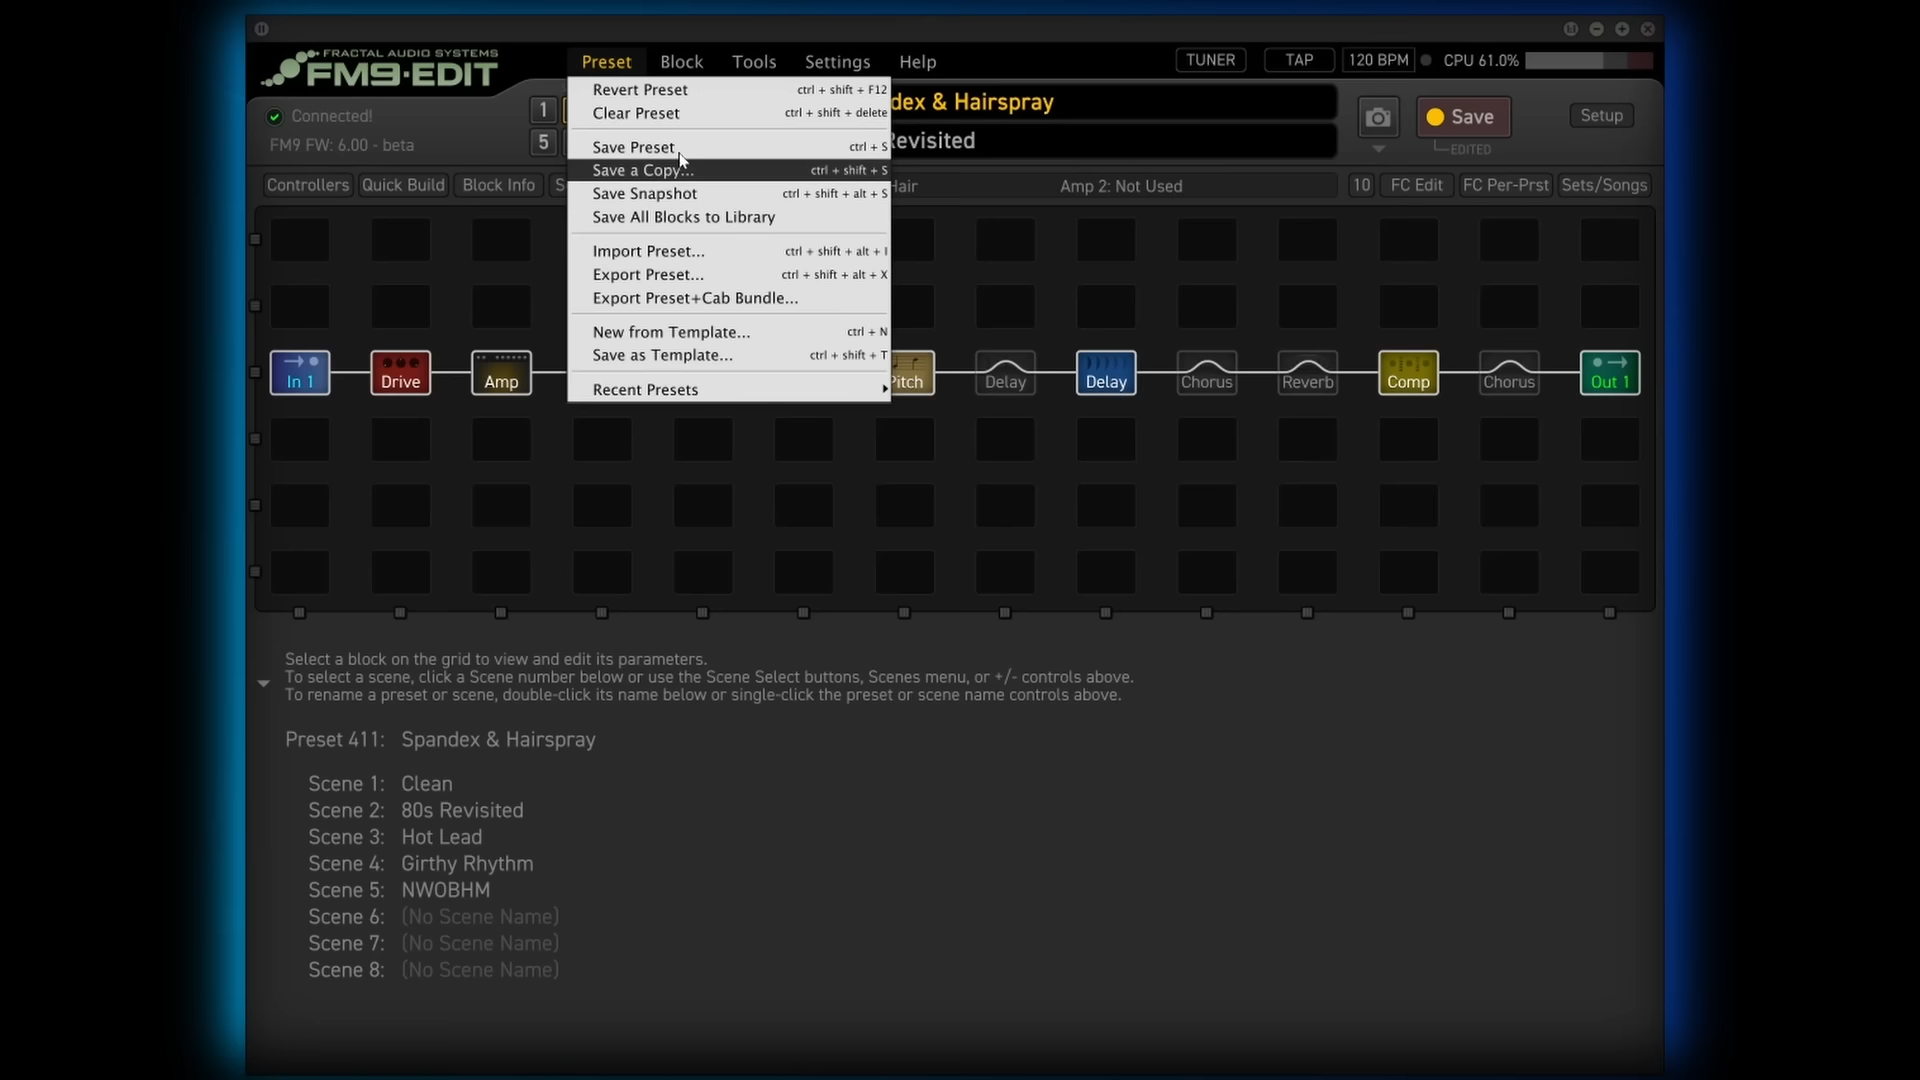 FRACTAL AUDIO SYSTEMS
FM9-EDIT
Preset Block Tools Settings Help
TUNER TAP 120 BPM CPU 61.0%
Connected!
FM9 FW: 6.00 - beta
1
5
dex & Hairspray
Revisited
Save
EDITED
Setup
Controllers Quick Build Block Info S
Hair
Amp 2: Not Used
10 FC Edit FC Per-Prst Sets/Songs
Revert Preset ctrl + shift + F12
Clear Preset ctrl + shift + delete
Save Preset ctrl + S
Save a Copy... ctrl + shift + S
Save Snapshot ctrl + shift + alt + S
Save All Blocks to Library
Import Preset... ctrl + shift + alt + I
Export Preset... ctrl + shift + alt + X
Export Preset+Cab Bundle...
New from Template... ctrl + N
Save as Template... ctrl + shift + T
Recent Presets
In 1 Drive Amp Pitch Delay Delay Chorus Reverb Comp Chorus Out 1
Select a block on the grid to view and edit its parameters.
To select a scene, click a Scene number below or use the Scene Select buttons, Scenes menu, or +/- controls above.
To rename a preset or scene, double-click its name below or single-click the preset or scene name controls above.
Preset 411: Spandex & Hairspray
Scene 1: Clean
Scene 2: 80s Revisited
Scene 3: Hot Lead
Scene 4: Girthy Rhythm
Scene 5: NWOBHM
Scene 6: (No Scene Name)
Scene 7: (No Scene Name)
Scene 8: (No Scene Name)